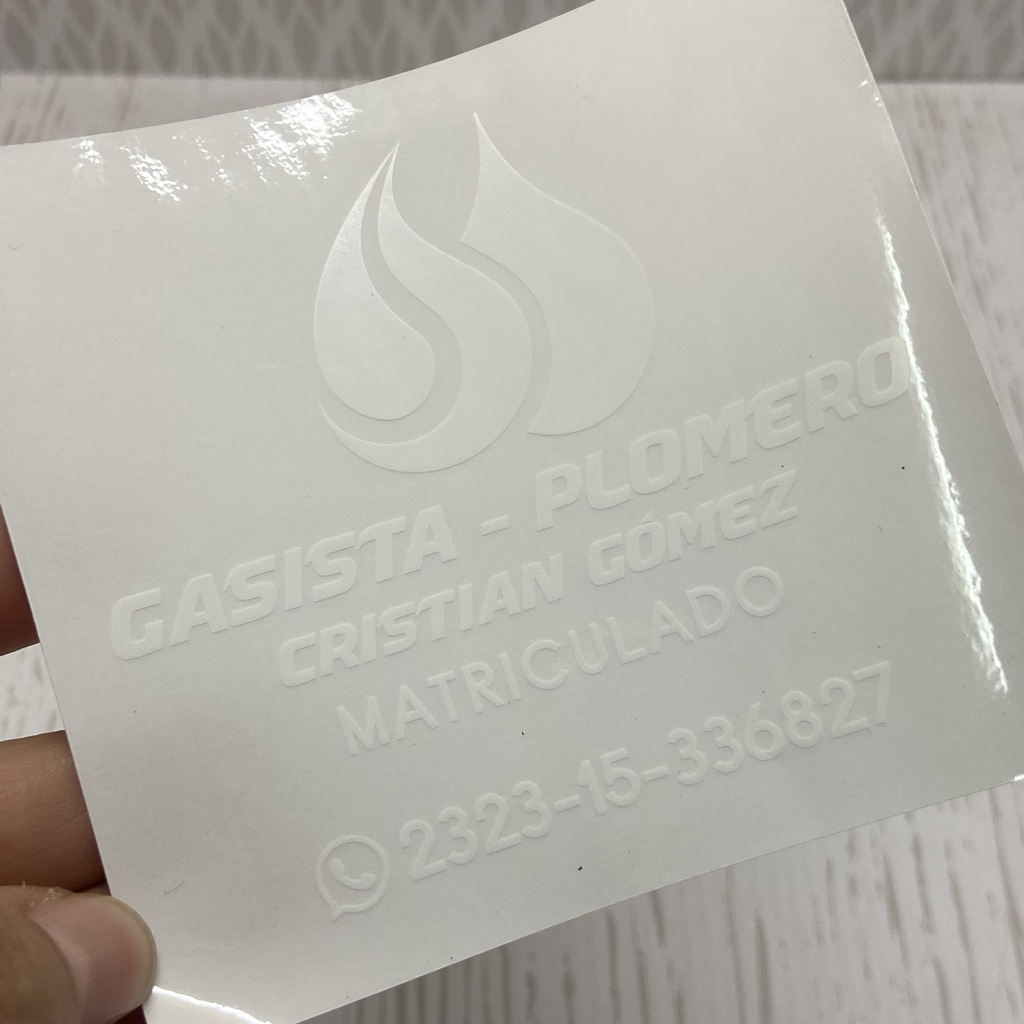 GASISTA - PLOMERO
CRISTIAN GÓMEZ
MATRICULADO
2323-15-336827